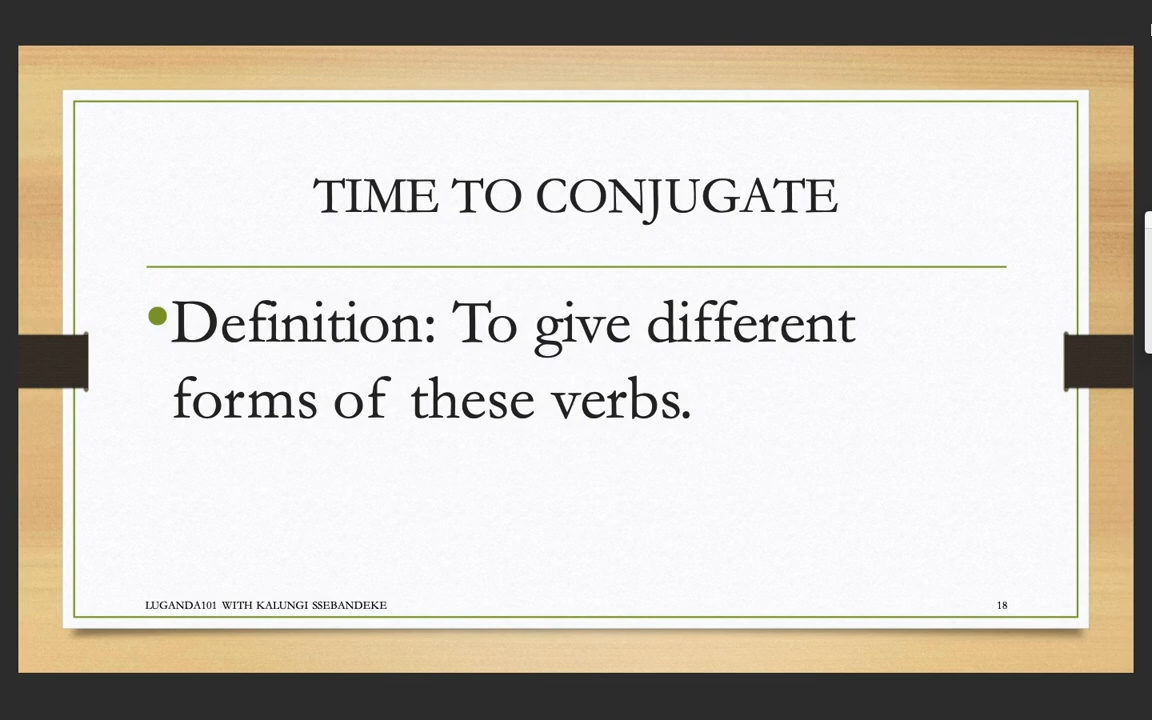 TIME TO CONJUGATE
•Definition: To give different
forms of these verbs.
LUGANDA101 WITH KALUNGI SSEBANDEKE
18